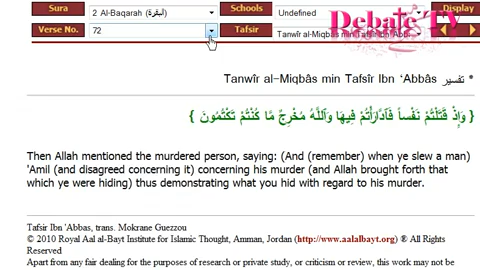 Sura 2 Al-Baqarah (البقرة) Schools Undefined Display
Debate TV
Verse No. 72 Tafsir Tanwîr al-Miqbâs min Tafsîr Ibn 'Abb
Tanwîr al-Miqbâs min Tafsîr Ibn ‘Abbâs تفسير *
{ وَإِذْ قَتَلْتُمْ نَفْساً فَٱدَّارَأْتُمْ فِيهَا وَٱللَّهُ مُخْرِجٌ مَّا كُنْتُمْ تَكْتُمُونَ }
Then Allah mentioned the murdered person, saying: (And (remember) when ye slew a man)
'Amil (and disagreed concerning it) concerning his murder (and Allah brought forth that
which ye were hiding) thus demonstrating what you hid with regard to his murder.
Tafsir Ibn 'Abbas, trans. Mokrane Guezzou
© 2010 Royal Aal al-Bayt Institute for Islamic Thought, Amman, Jordan (http://www.aalalbayt.org) ® All
Rights
Reserved
Apart from any fair dealing for the purposes of research or private study, or criticism or review, this work may not be